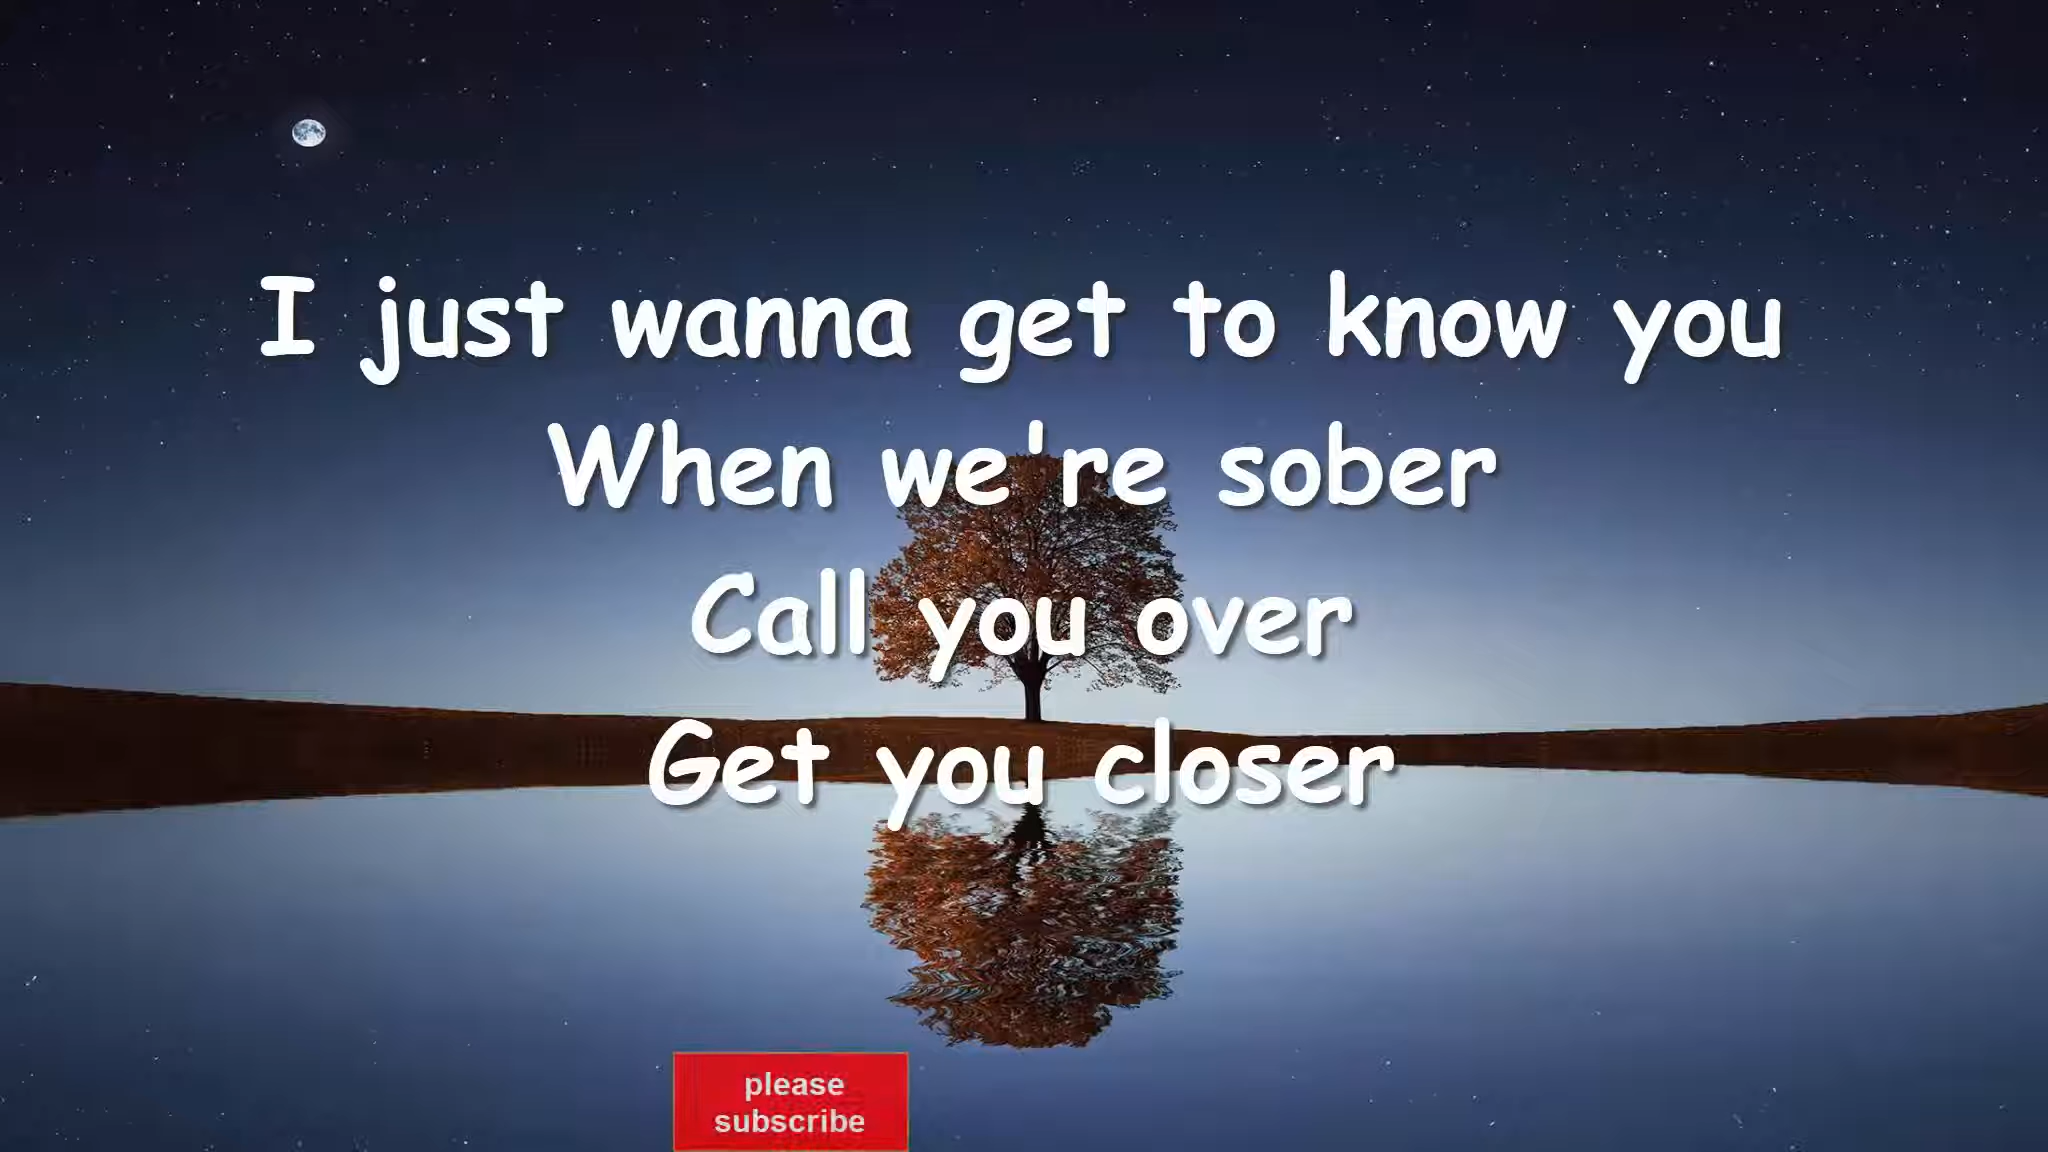 I just wanna get to know you
When we're sober
Call you over
Get you closer
please
subscribe